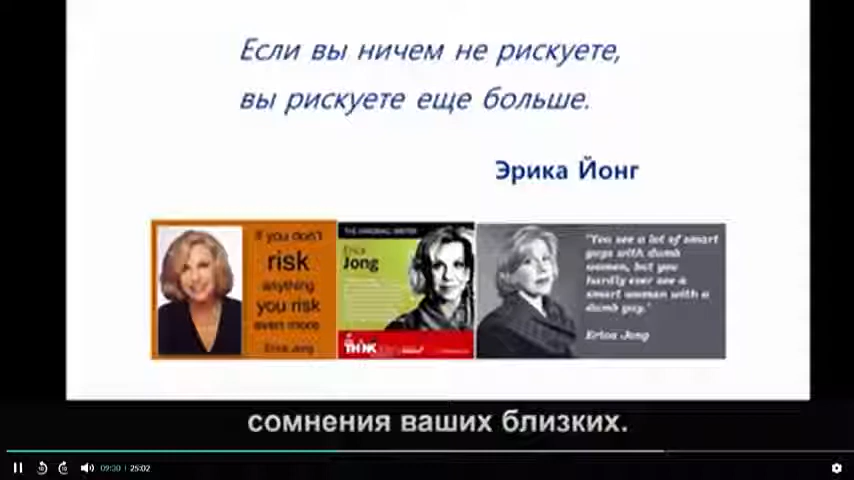 Если вы ничем не рискуете,
вы рискуете еще больше.
Эрика Йонг
If you don't
risk
anything
you risk
even more
Erica Jong
Erica
Jong
THINK
"You see a lot of smart
guys with dumb
women, but you
hardly ever see a
smart woman with a
dumb guy."
Erica Jong
сомнения ваших близких.
09:30 / 25:02